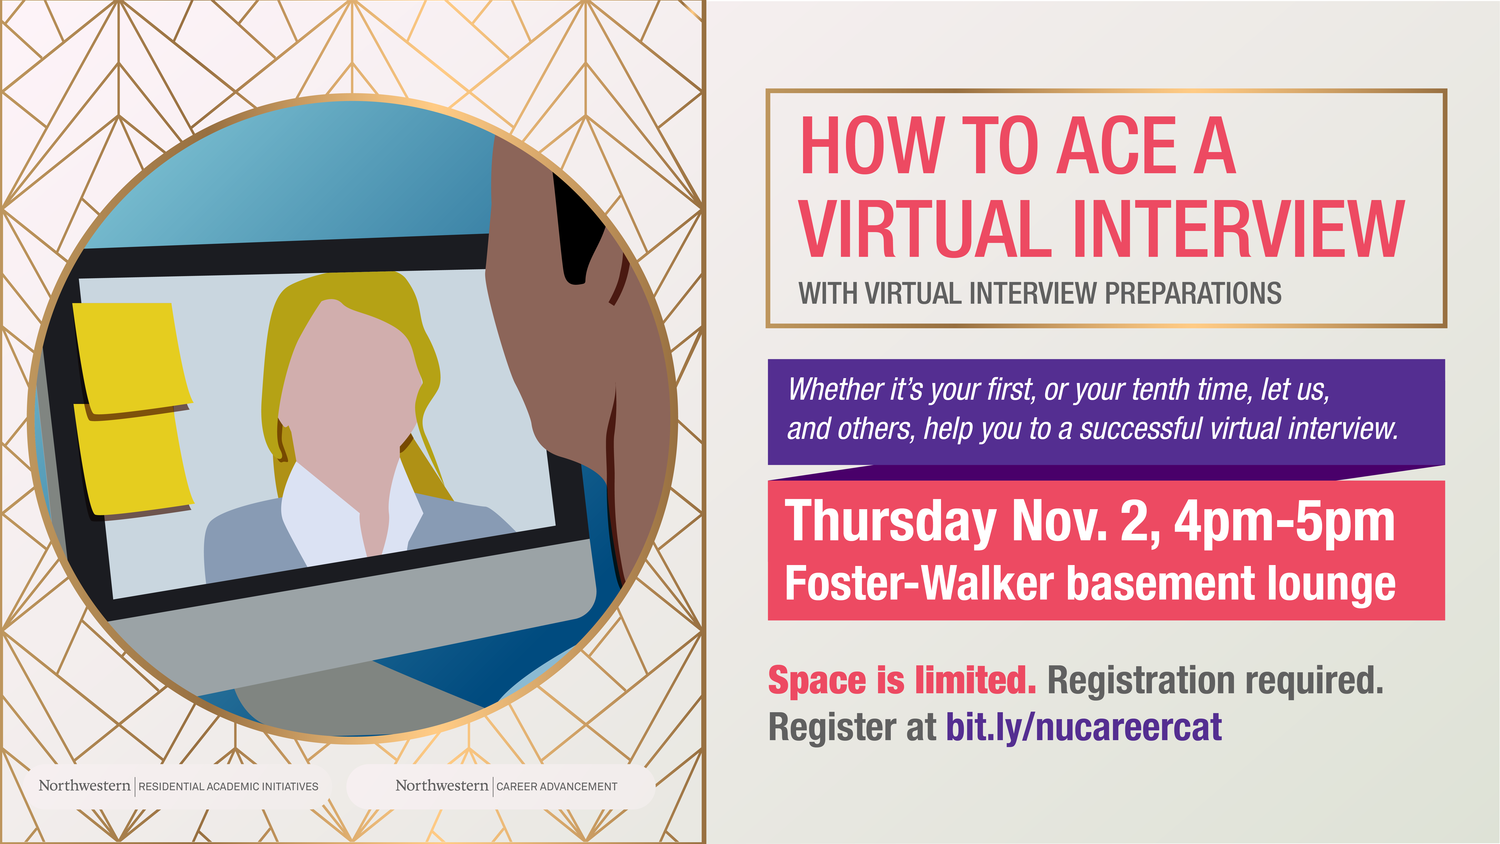 HOW TO ACE A
VIRTUAL INTERVIEW
WITH VIRTUAL INTERVIEW PREPARATIONS
Whether it's your first, or your tenth time, let us,
and others, help you to a successful virtual interview.
Thursday Nov. 2, 4pm-5pm
Foster-Walker basement lounge
Space is limited. Registration required.
Register at bit.ly/nucareercat
Northwestern | RESIDENTIAL ACADEMIC INITIATIVES
Northwestern | CAREER ADVANCEMENT